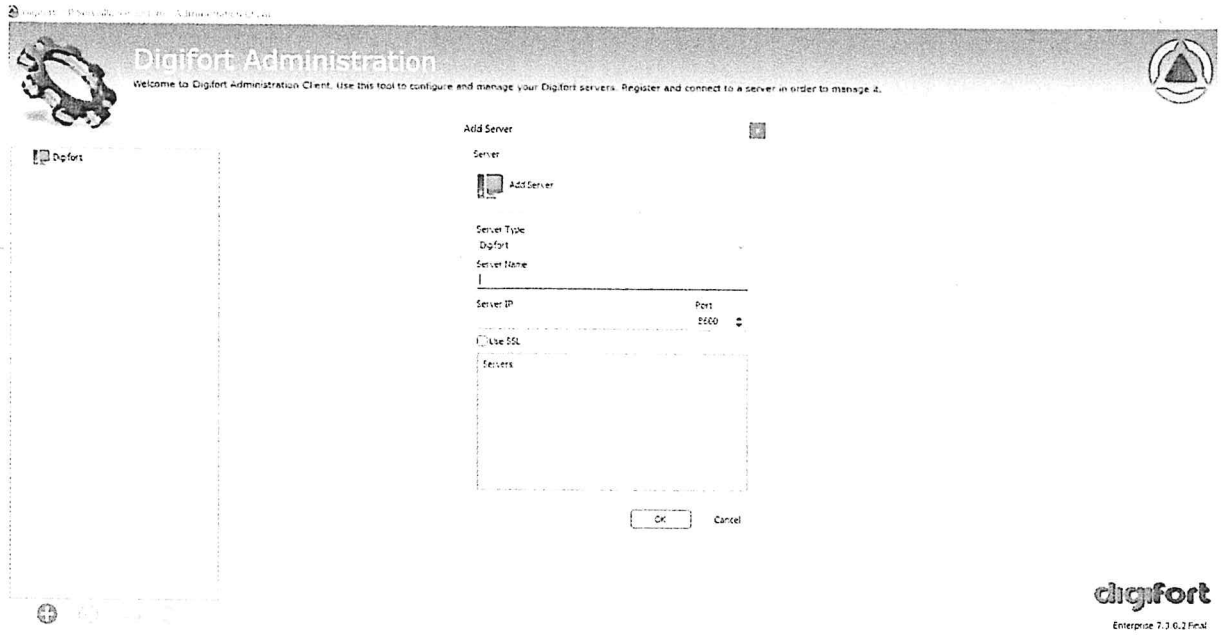 Digifort Administration
Welcome to Digifort Administration Client. Use this tool to configure and manage your Digifort servers. Register and connect to a server in order to manage it.
Digifort
Add Server
Server
Add Server
Server Type
Digifort
Server Name
Server IP Port
8600
Use SSL
Servers
OK Cancel
digifort
Enterprise 7.3.0.2 Final